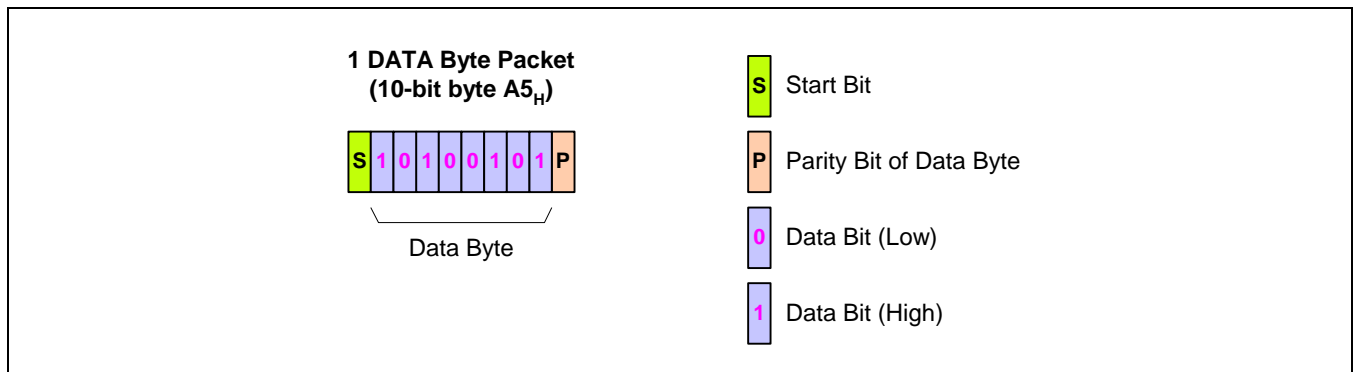 1 DATA Byte Packet
(10-bit byte A5H)
S 1 0 1 0 0 1 0 1 P
Data Byte
S Start Bit
P Parity Bit of Data Byte
0 Data Bit (Low)
1 Data Bit (High)